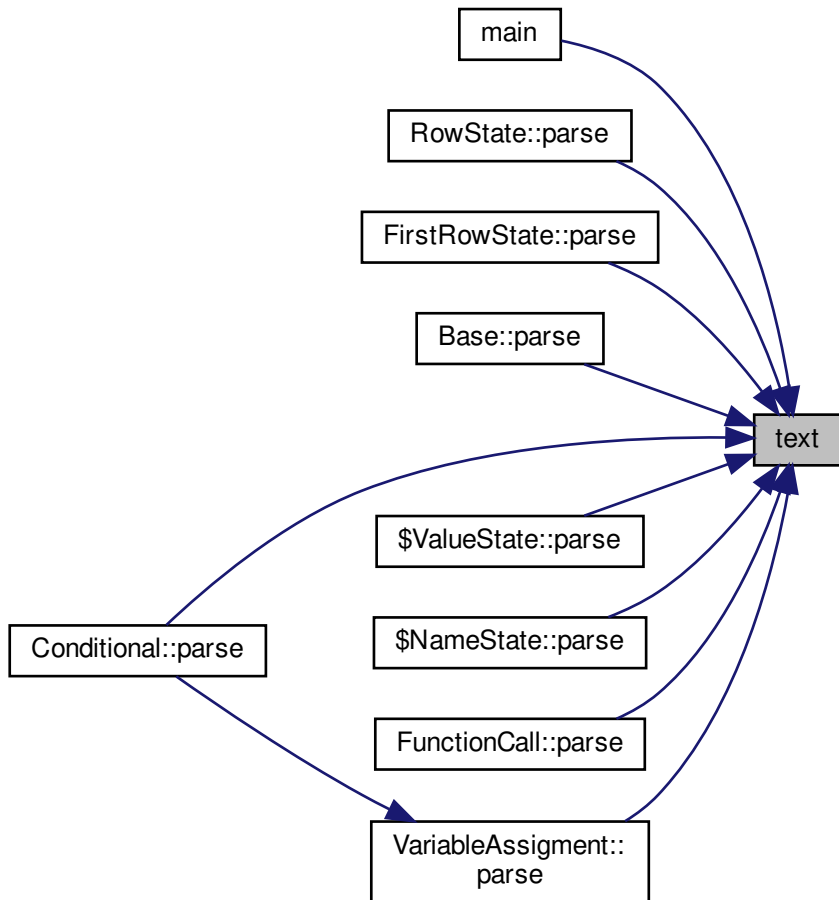 main
RowState::parse
FirstRowState::parse
Base::parse
text
$ValueState::parse
$NameState::parse
Conditional::parse
FunctionCall::parse
VariableAssigment::
parse